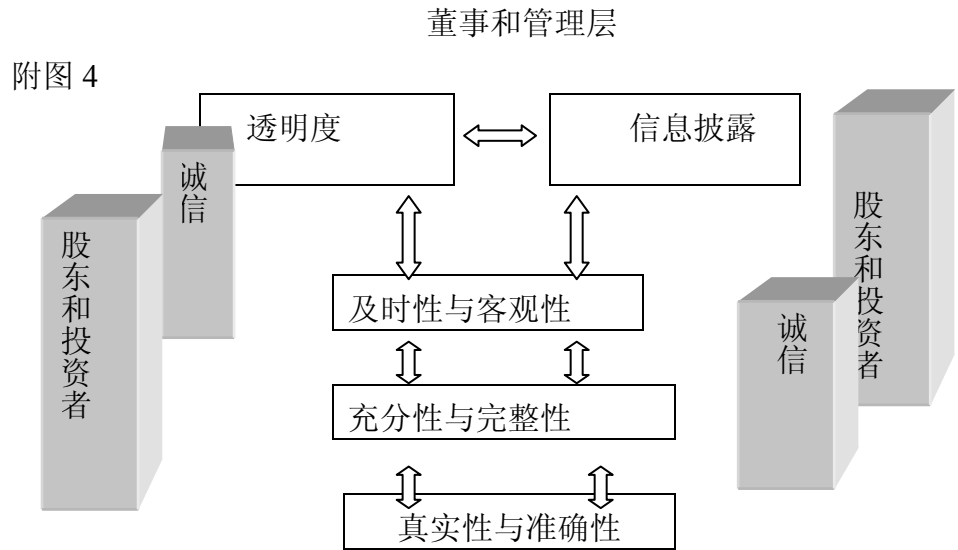 董事和管理层
附图 4
透明度
信息披露
诚信
股东和投资者
股东和投资者
及时性与客观性
诚信
充分性与完整性
真实性与准确性